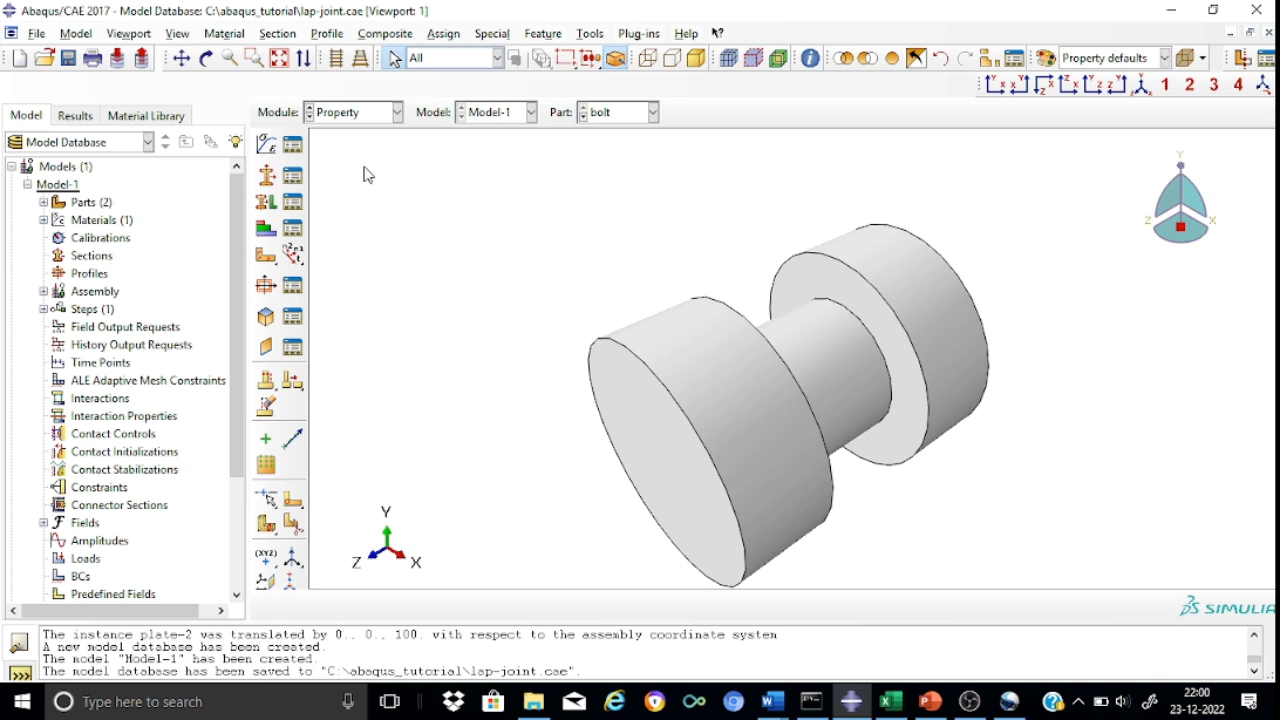 Abaqus/CAE 2017 - Model Database: C:\abaqus_tutorial\lap-joint.cae [Viewport: 1]
File Model Viewport View Material Section Profile Composite Assign Special Feature Tools Plug-ins Help
All Property defaults
1 2 3 4
Model Results Material Library Module: Property Model: Model-1 Part: bolt
Model Database
Models (1)
Model-1
Parts (2)
Materials (1)
Calibrations
Sections
Profiles
Assembly
Steps (1)
Field Output Requests
History Output Requests
Time Points
ALE Adaptive Mesh Constraints
Interactions
Interaction Properties
Contact Controls
Contact Initializations
Contact Stabilizations
Constraints
Connector Sections
Fields
Amplitudes
Loads
BCs
Predefined Fields
(XYZ)
Y
Z X
Y
Z X
SIMULIA
The instance plate-2 was translated by 0., 0., 100. with respect to the assembly coordinate system
A new model database has been created.
The model "Model-1" has been created.
The model database has been saved to "C:\abaqus_tutorial\lap-joint.cae".
Type here to search
22:00
23-12-2022